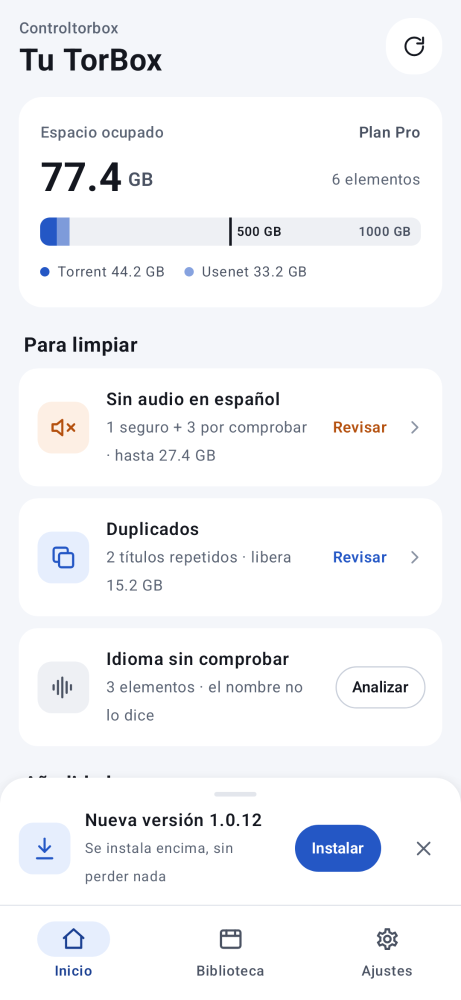 Controltorbox
Tu TorBox
Espacio ocupado
Plan Pro
77.4 GB
6 elementos
500 GB
1000 GB
Torrent 44.2 GB
Usenet 33.2 GB
Para limpiar
Sin audio en español
1 seguro + 3 por comprobar
· hasta 27.4 GB
Revisar
Duplicados
2 títulos repetidos · libera
15.2 GB
Revisar
Idioma sin comprobar
3 elementos · el nombre no
lo dice
Analizar
Nueva versión 1.0.12
Se instala encima, sin
perder nada
Instalar
Inicio
Biblioteca
Ajustes